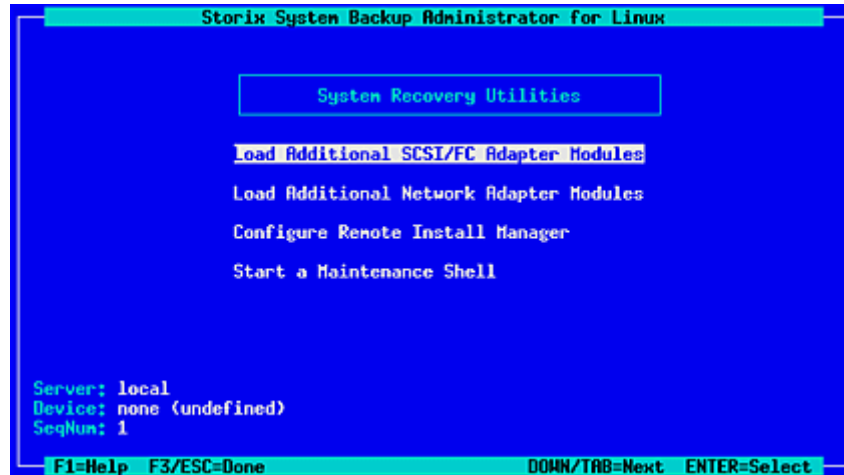 Storix System Backup Administrator for Linux
System Recovery Utilities
Load Additional SCSI/FC Adapter Modules
Load Additional Network Adapter Modules
Configure Remote Install Manager
Start a Maintenance Shell
Server: local
Device: none (undefined)
SeqNum: 1
F1=Help F3/ESC=Done DOWN/TAB=Next ENTER=Select